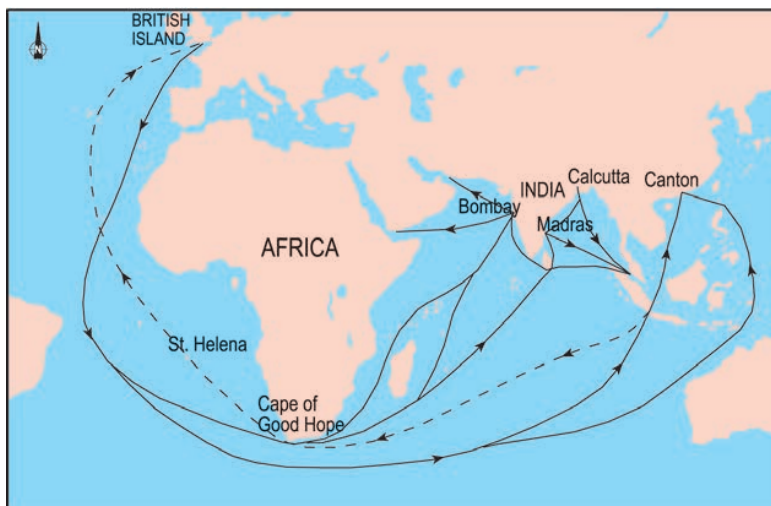 BRITISH
ISLAND
N
INDIA
Calcutta
Canton
Bombay
Madras
AFRICA
St. Helena
Cape of
Good Hope